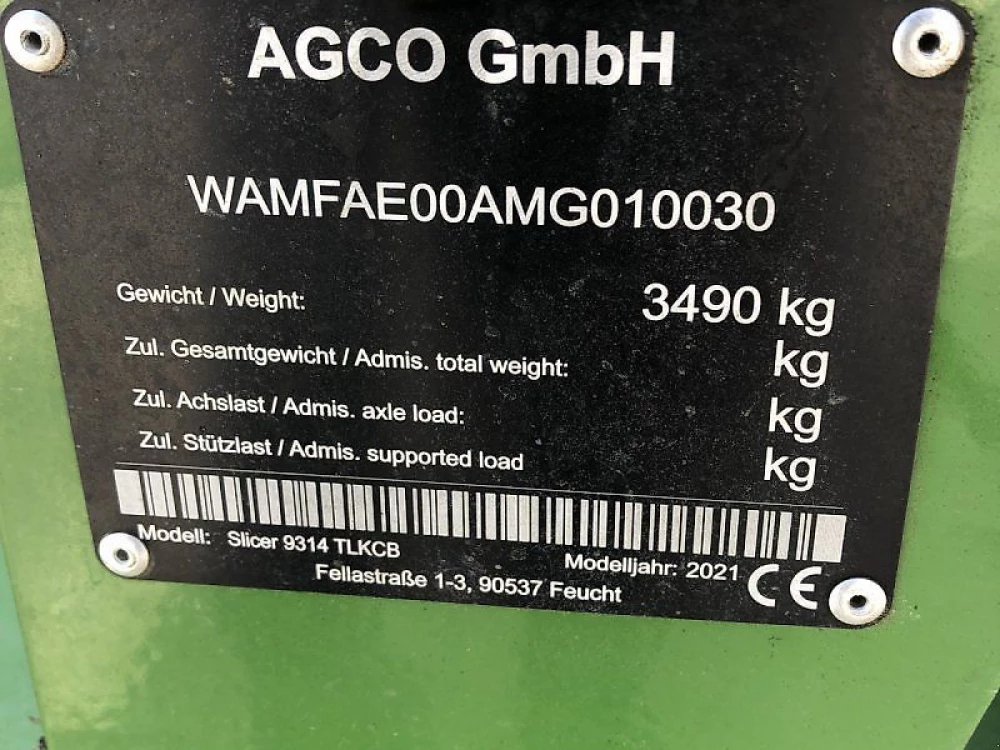 AGCO GmbH
WAMFAE00AMG010030
Gewicht / Weight: 3490 kg
Zul. Gesamtgewicht / Admis. total weight: kg
Zul. Achslast / Admis. axle load: kg
Zul. Stützlast / Admis. supported load kg
Modell: Slicer 9314 TLKCB Modelljahr: 2021 CE
Fellastraße 1-3, 90537 Feucht